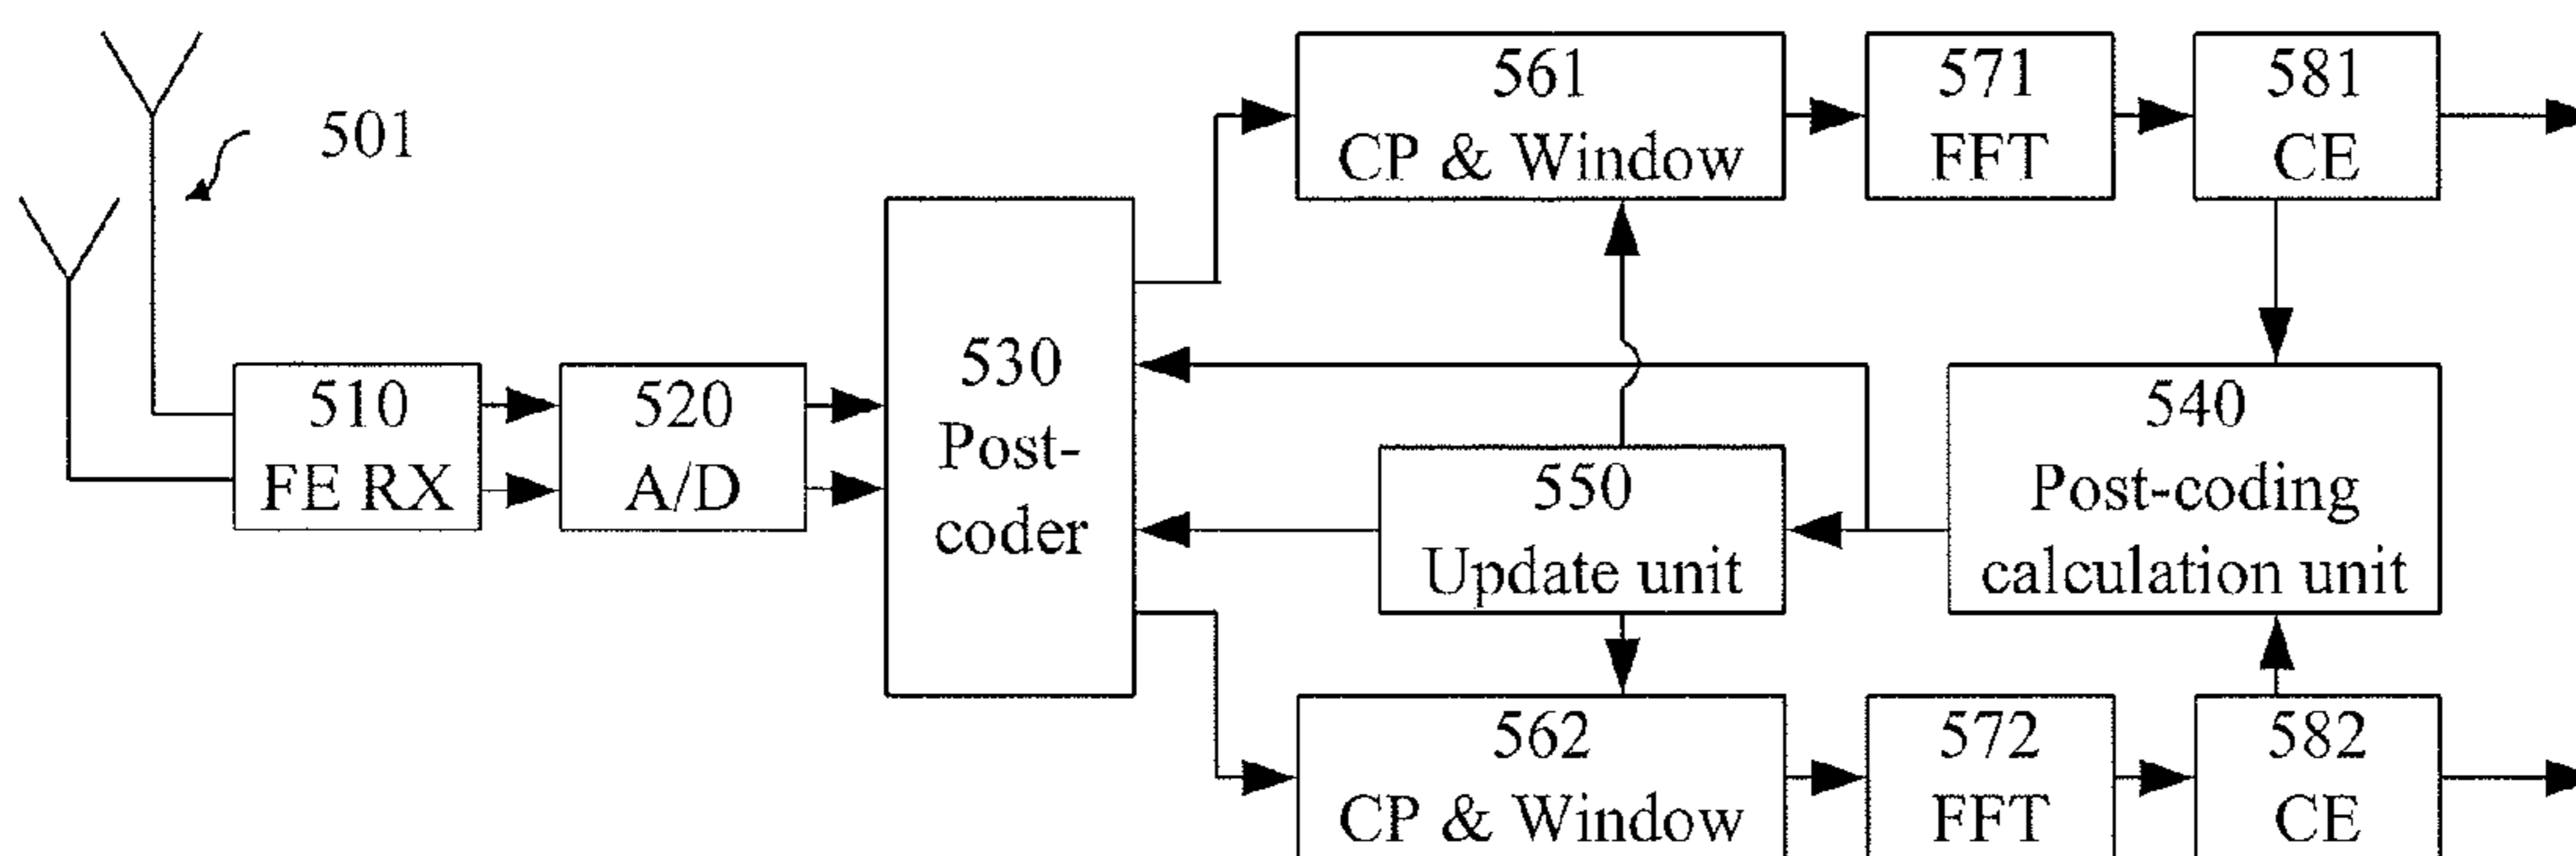 501
510
FE RX
520
A/D
530
Post-
coder
561
CP & Window
571
FFT
581
CE
550
Update unit
540
Post-coding
calculation unit
562
CP & Window
572
FFT
582
CE